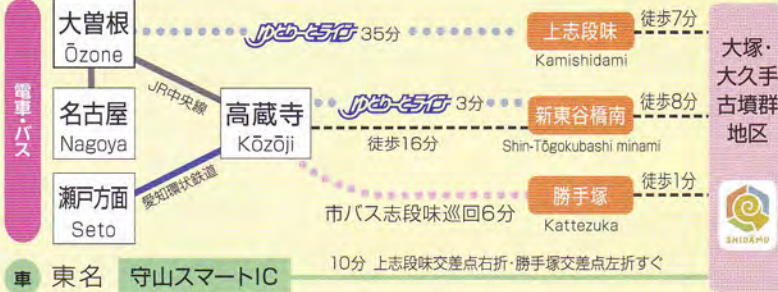 電車・バス
大曽根
Ōzone
ゆとりーとライン 35分
上志段味
Kamishidami
徒歩7分
JR中央線
名古屋
Nagoya
高蔵寺
Kōzōji
ゆとりーとライン 3分
徒歩16分
新東谷橋南
Shin-Tōgokubashi minami
徒歩8分
瀬戸方面
Seto
愛知環状鉄道
市バス志段味巡回6分
勝手塚
Kattezuka
徒歩1分
大塚・
大久手
古墳群
地区
SHIDAMU
車 東名 守山スマートIC
10分 上志段味交差点右折・勝手塚交差点左折すぐ